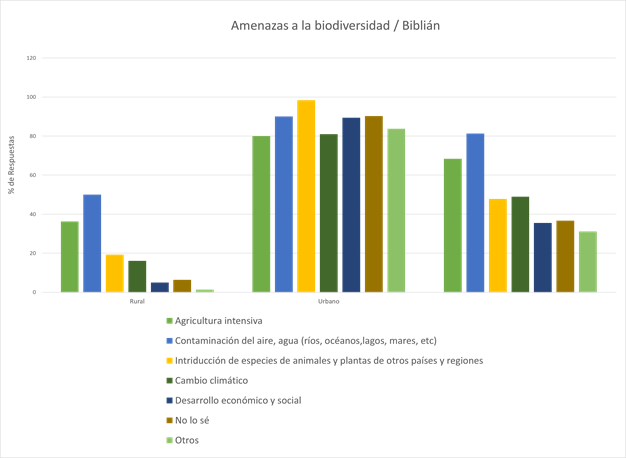 Amenazas a la biodiversidad / Biblián
120
100
80
60
40
20
0
% de Respuestas
Rural
Urbano
Agricultura intensiva
Contaminación del aire, agua (ríos, océanos,lagos, mares, etc)
Intriducción de especies de animales y plantas de otros países y regiones
Cambio climático
Desarrollo económico y social
No lo sé
Otros